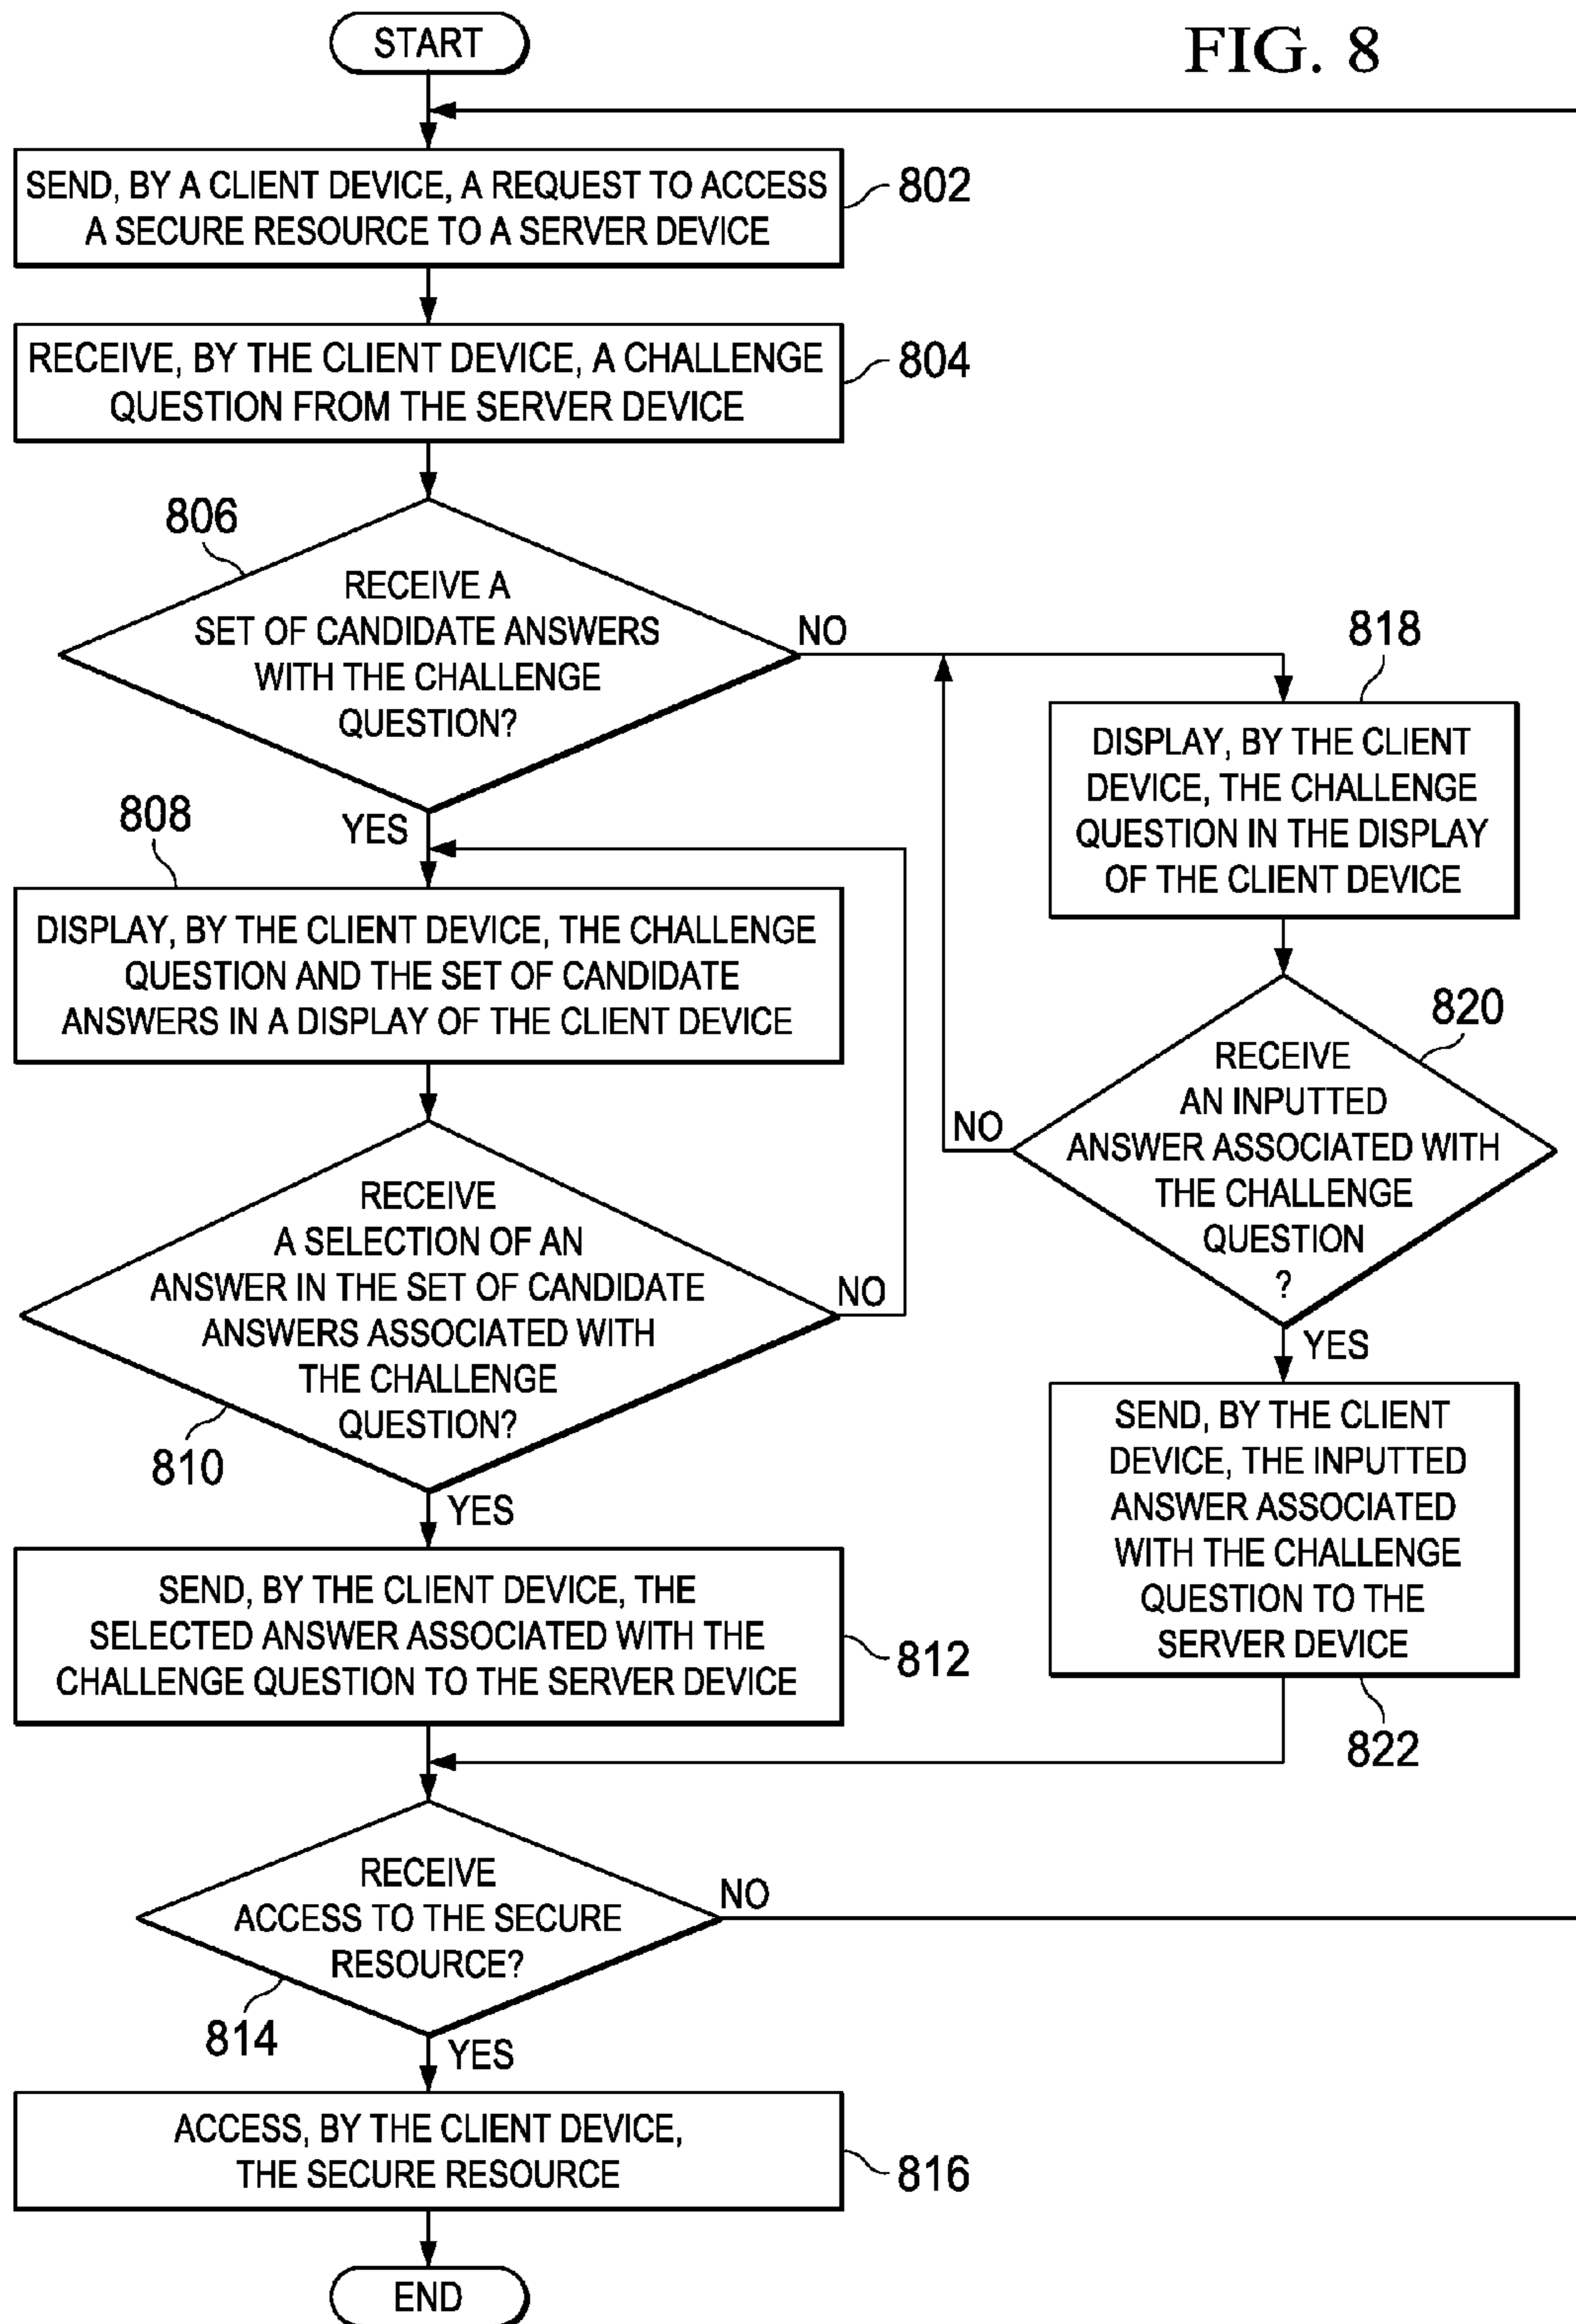 START
FIG. 8
SEND, BY A CLIENT DEVICE, A REQUEST TO ACCESS
A SECURE RESOURCE TO A SERVER DEVICE
802
RECEIVE, BY THE CLIENT DEVICE, A CHALLENGE
QUESTION FROM THE SERVER DEVICE
804
806
RECEIVE A
SET OF CANDIDATE ANSWERS
WITH THE CHALLENGE
QUESTION?
NO
YES
808
DISPLAY, BY THE CLIENT DEVICE, THE CHALLENGE
QUESTION AND THE SET OF CANDIDATE
ANSWERS IN A DISPLAY OF THE CLIENT DEVICE
RECEIVE
A SELECTION OF AN
ANSWER IN THE SET OF CANDIDATE
ANSWERS ASSOCIATED WITH
THE CHALLENGE
QUESTION?
NO
810
YES
SEND, BY THE CLIENT DEVICE, THE
SELECTED ANSWER ASSOCIATED WITH THE
CHALLENGE QUESTION TO THE SERVER DEVICE
812
818
DISPLAY, BY THE CLIENT
DEVICE, THE CHALLENGE
QUESTION IN THE DISPLAY
OF THE CLIENT DEVICE
820
RECEIVE
AN INPUTTED
ANSWER ASSOCIATED WITH
THE CHALLENGE
QUESTION
?
NO
YES
SEND, BY THE CLIENT
DEVICE, THE INPUTTED
ANSWER ASSOCIATED
WITH THE CHALLENGE
QUESTION TO THE
SERVER DEVICE
822
RECEIVE
ACCESS TO THE SECURE
RESOURCE?
NO
814
YES
ACCESS, BY THE CLIENT DEVICE,
THE SECURE RESOURCE
816
END